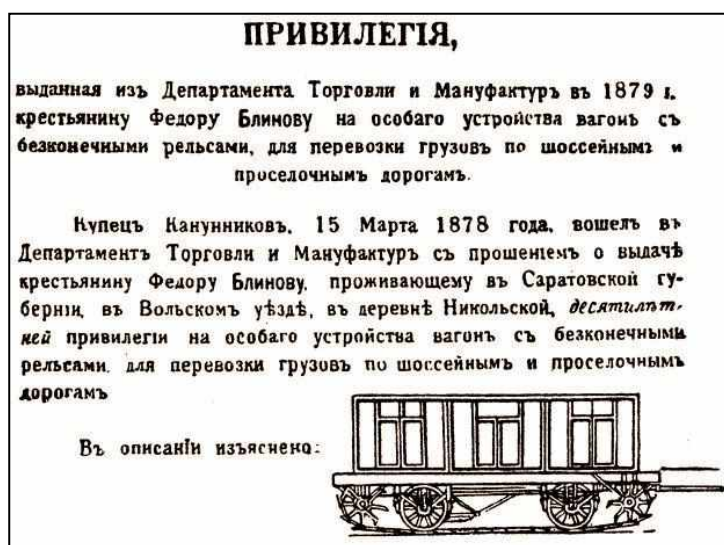 ПРИВИЛЕГІЯ,
выданная изъ Департамента Торговли и Мануфактуръ въ 1879 г.
крестьянину Федору Блинову на особаго устройства вагонъ съ
безконечными рельсами, для перевозки грузовъ по шоссейнымъ и
проселочнымъ дорогамъ.
Купецъ Канунниковъ, 15 Марта 1878 года, вошелъ въ
Департаментъ Торговли и Мануфактуръ съ прошеніемъ о выдачѣ
крестьянину Федору Блинову, проживающему въ Саратовской гу-
берніи, въ Вольскомъ уѣздѣ, въ деревнѣ Никольской, десятилѣт-
ней привилегіи на особаго устройства вагонъ съ безконечными
рельсами, для перевозки грузовъ по шоссейнымъ и проселочнымъ
дорогамъ
Въ описаніи изъяснено: